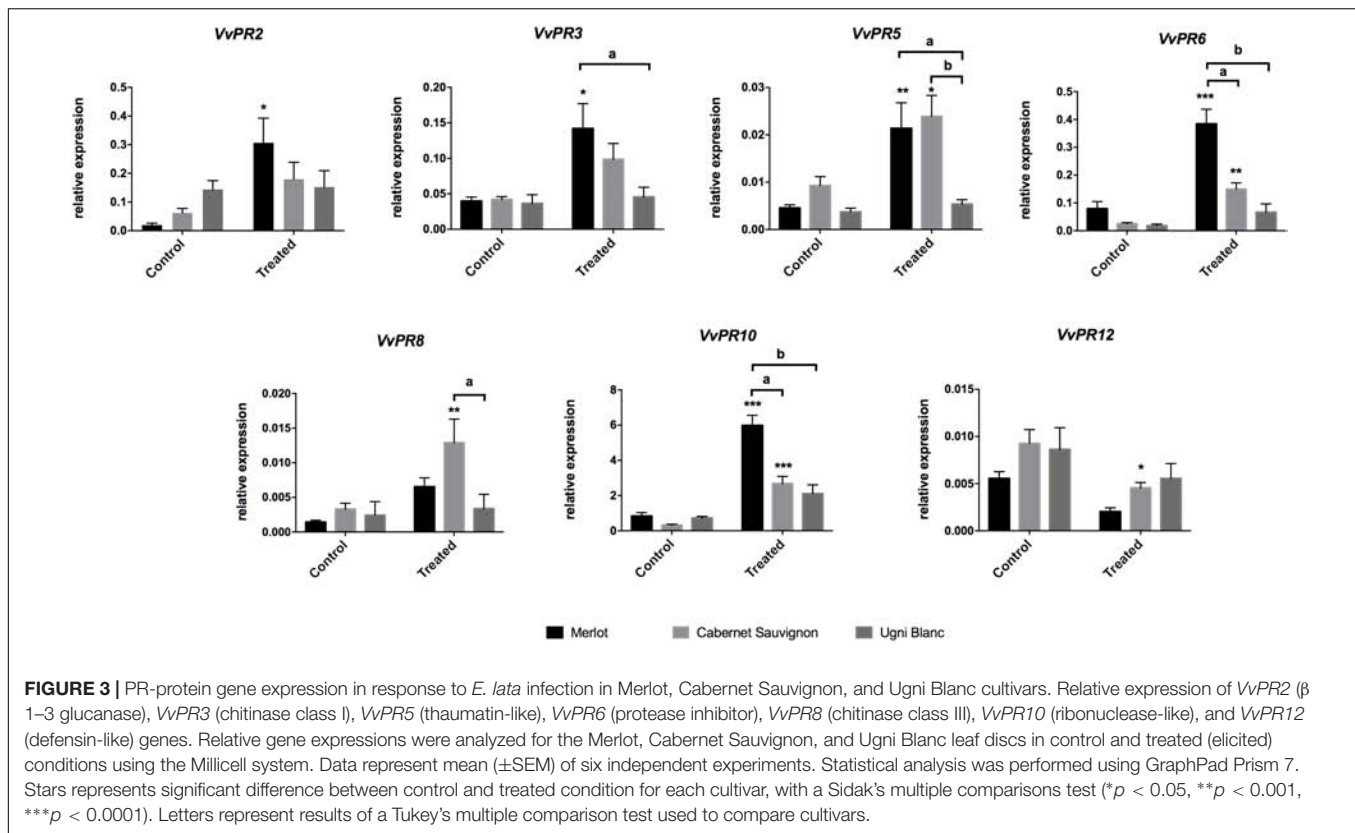 VvPR2
VvPR3
VvPR5
VvPR6
a
a
b
b
a
0.5
0.4
0.3
0.2
0.1
0.0
relative expression
*
Control
Treated
0.20
0.15
0.10
0.05
0.00
relative expression
*
Control
Treated
0.03
0.02
0.01
0.00
relative expression
**
*
Control
Treated
0.5
0.4
0.3
0.2
0.1
0.0
relative expression
***
**
Control
Treated
VvPR8
VvPR10
VvPR12
a
b
a
0.020
0.015
0.010
0.005
0.000
relative expression
**
Control
Treated
8
6
4
2
0
relative expression
***
***
Control
Treated
0.015
0.010
0.005
0.000
relative expression
*
Control
Treated
Merlot Cabernet Sauvignon Ugni Blanc
FIGURE 3 | PR-protein gene expression in response to E. lata infection in Merlot, Cabernet Sauvignon, and Ugni Blanc cultivars. Relative expression of VvPR2 (β
1–3 glucanase), VvPR3 (chitinase class I), VvPR5 (thaumatin-like), VvPR6 (protease inhibitor), VvPR8 (chitinase class III), VvPR10 (ribonuclease-like), and VvPR12
(defensin-like) genes. Relative gene expressions were analyzed for the Merlot, Cabernet Sauvignon, and Ugni Blanc leaf discs in control and treated (elicited)
conditions using the Millicell system. Data represent mean (±SEM) of six independent experiments. Statistical analysis was performed using GraphPad Prism 7.
Stars represents significant difference between control and treated condition for each cultivar, with a Sidak's multiple comparisons test (*p < 0.05, **p < 0.001,
***p < 0.0001). Letters represent results of a Tukey's multiple comparison test used to compare cultivars.